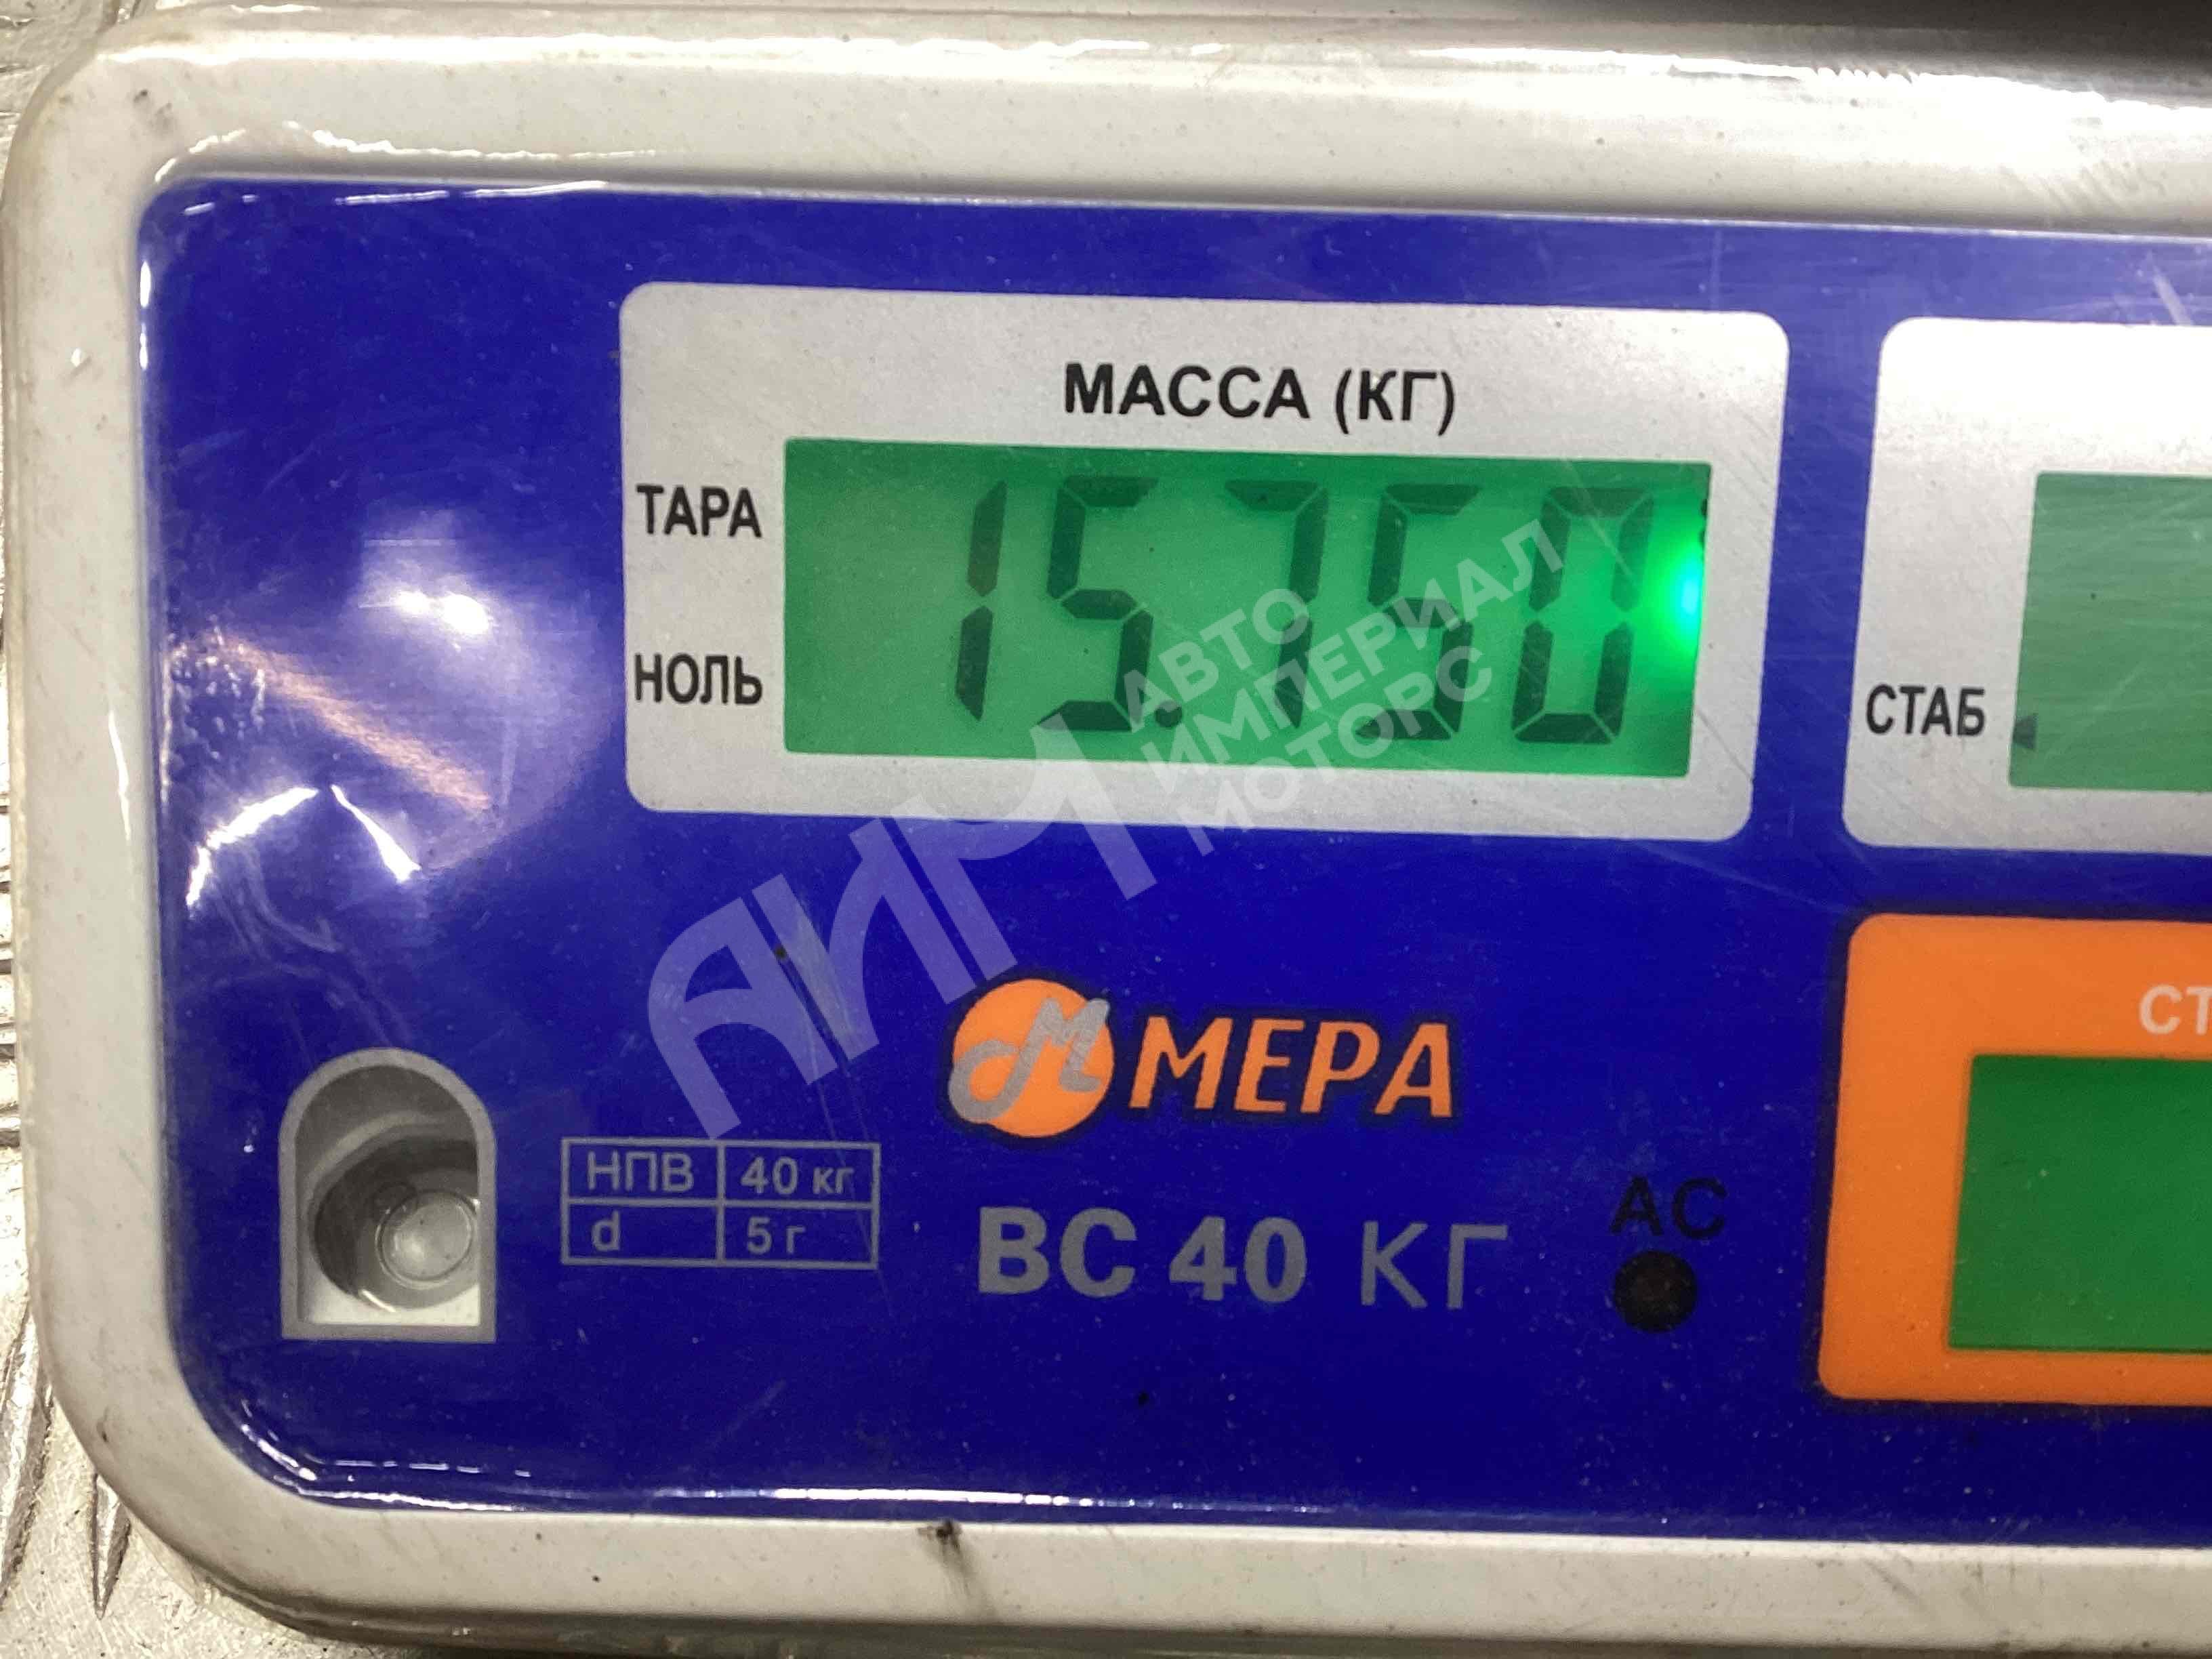 МАССА (КГ)
ТАРА
15.750
НОЛЬ
СТАБ
АВТО
ИМПЕРИАЛ
МОТОРС
АИМ
МЕРА
СТ
НПВ 40 кг
d 5 г
ВС 40 КГ
AC